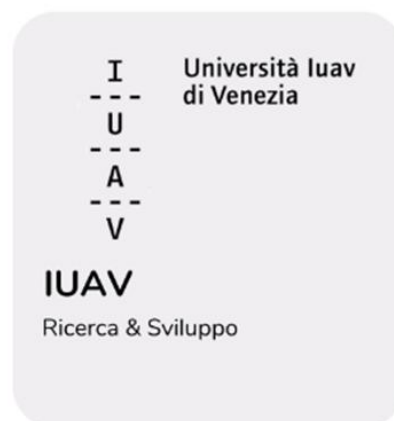 I
---
U
---
A
---
V
Università Iuav
di Venezia
IUAV
Ricerca & Sviluppo